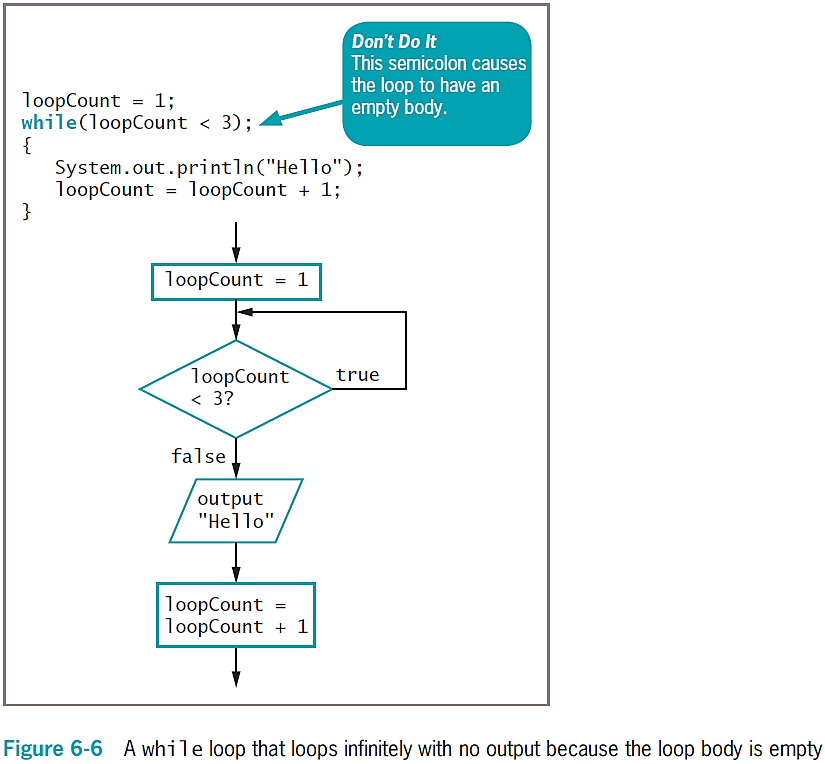 Don't Do It
This semicolon causes
the loop to have an
empty body.
loopCount = 1;
while(loopCount < 3);
{
System.out.println("Hello");
loopCount = loopCount + 1;
}
loopCount = 1
loopCount
< 3?
true
false
output
"Hello"
loopCount =
loopCount + 1
Figure 6-6 A while loop that loops infinitely with no output because the loop body is empty